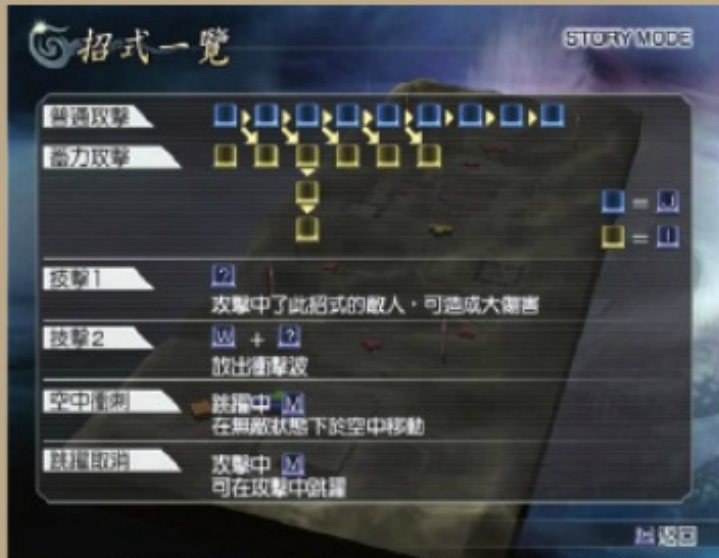 招式一覽
STORY MODE
普通攻擊
畜力攻擊
= J
= I
技擊1
?
攻擊中了此招式的敵人，可造成大傷害
技擊2
W + ?
放出衝擊波
空中衝刺
跳躍中 M
在無敵狀態下於空中移動
跳躍取消
攻擊中 M
可在攻擊中跳躍
返回